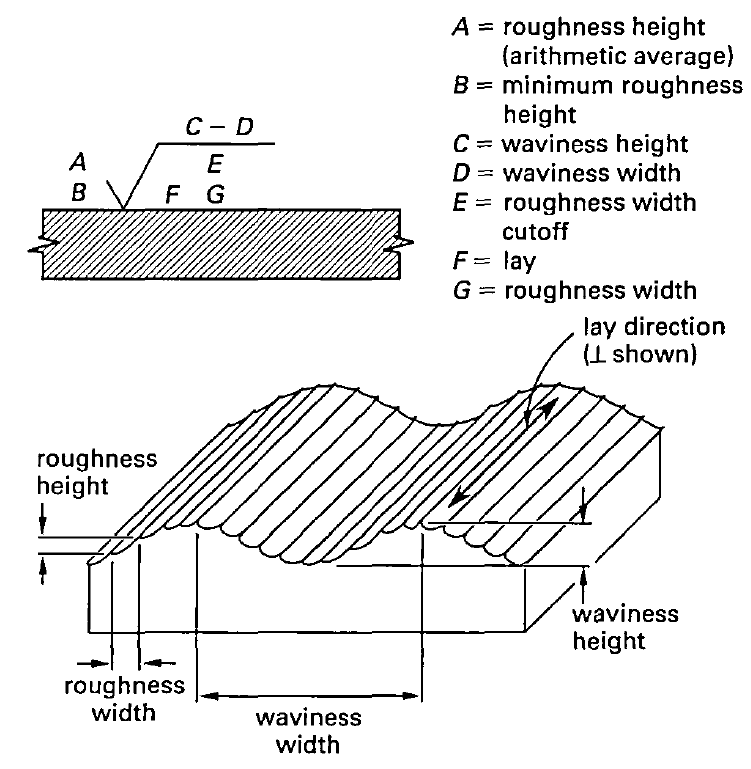 A = roughness height
(arithmetic average)
B = minimum roughness
height
C = waviness height
D = waviness width
E = roughness width
cutoff
F = lay
G = roughness width
C – D
A
E
B
F
G
lay direction
(⊥ shown)
roughness
height
waviness
height
roughness
width
waviness
width